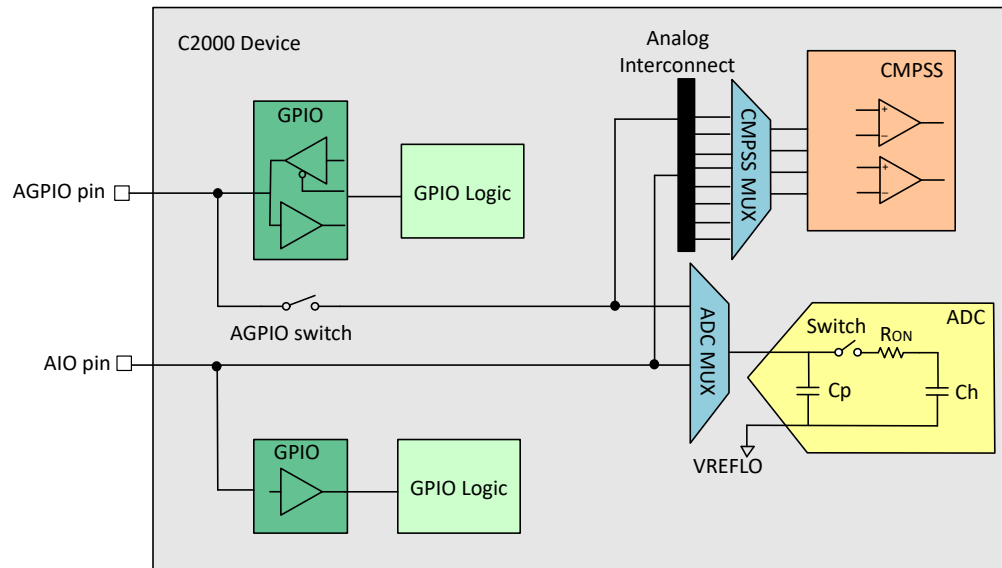 C2000 Device
Analog
Interconnect
CMPSS
GPIO
CMPSS MUX
+
−
+
−
GPIO Logic
AGPIO pin
AGPIO switch
ADC MUX
ADC
Switch
RON
AIO pin
Cp
Ch
VREFLO
GPIO
GPIO Logic